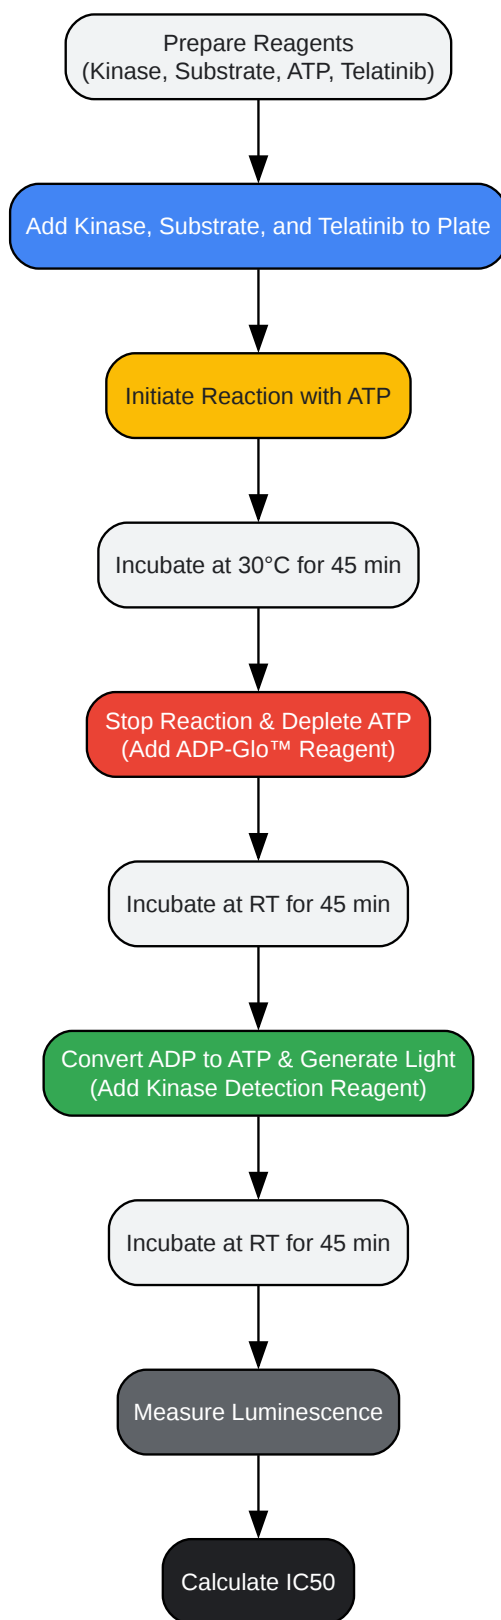 Prepare Reagents
(Kinase, Substrate, ATP, Telatinib)
Add Kinase, Substrate, and Telatinib to Plate
Initiate Reaction with ATP
Incubate at 30°C for 45 min
Stop Reaction & Deplete ATP
(Add ADP-Glo™ Reagent)
Incubate at RT for 45 min
Convert ADP to ATP & Generate Light
(Add Kinase Detection Reagent)
Incubate at RT for 45 min
Measure Luminescence
Calculate IC50